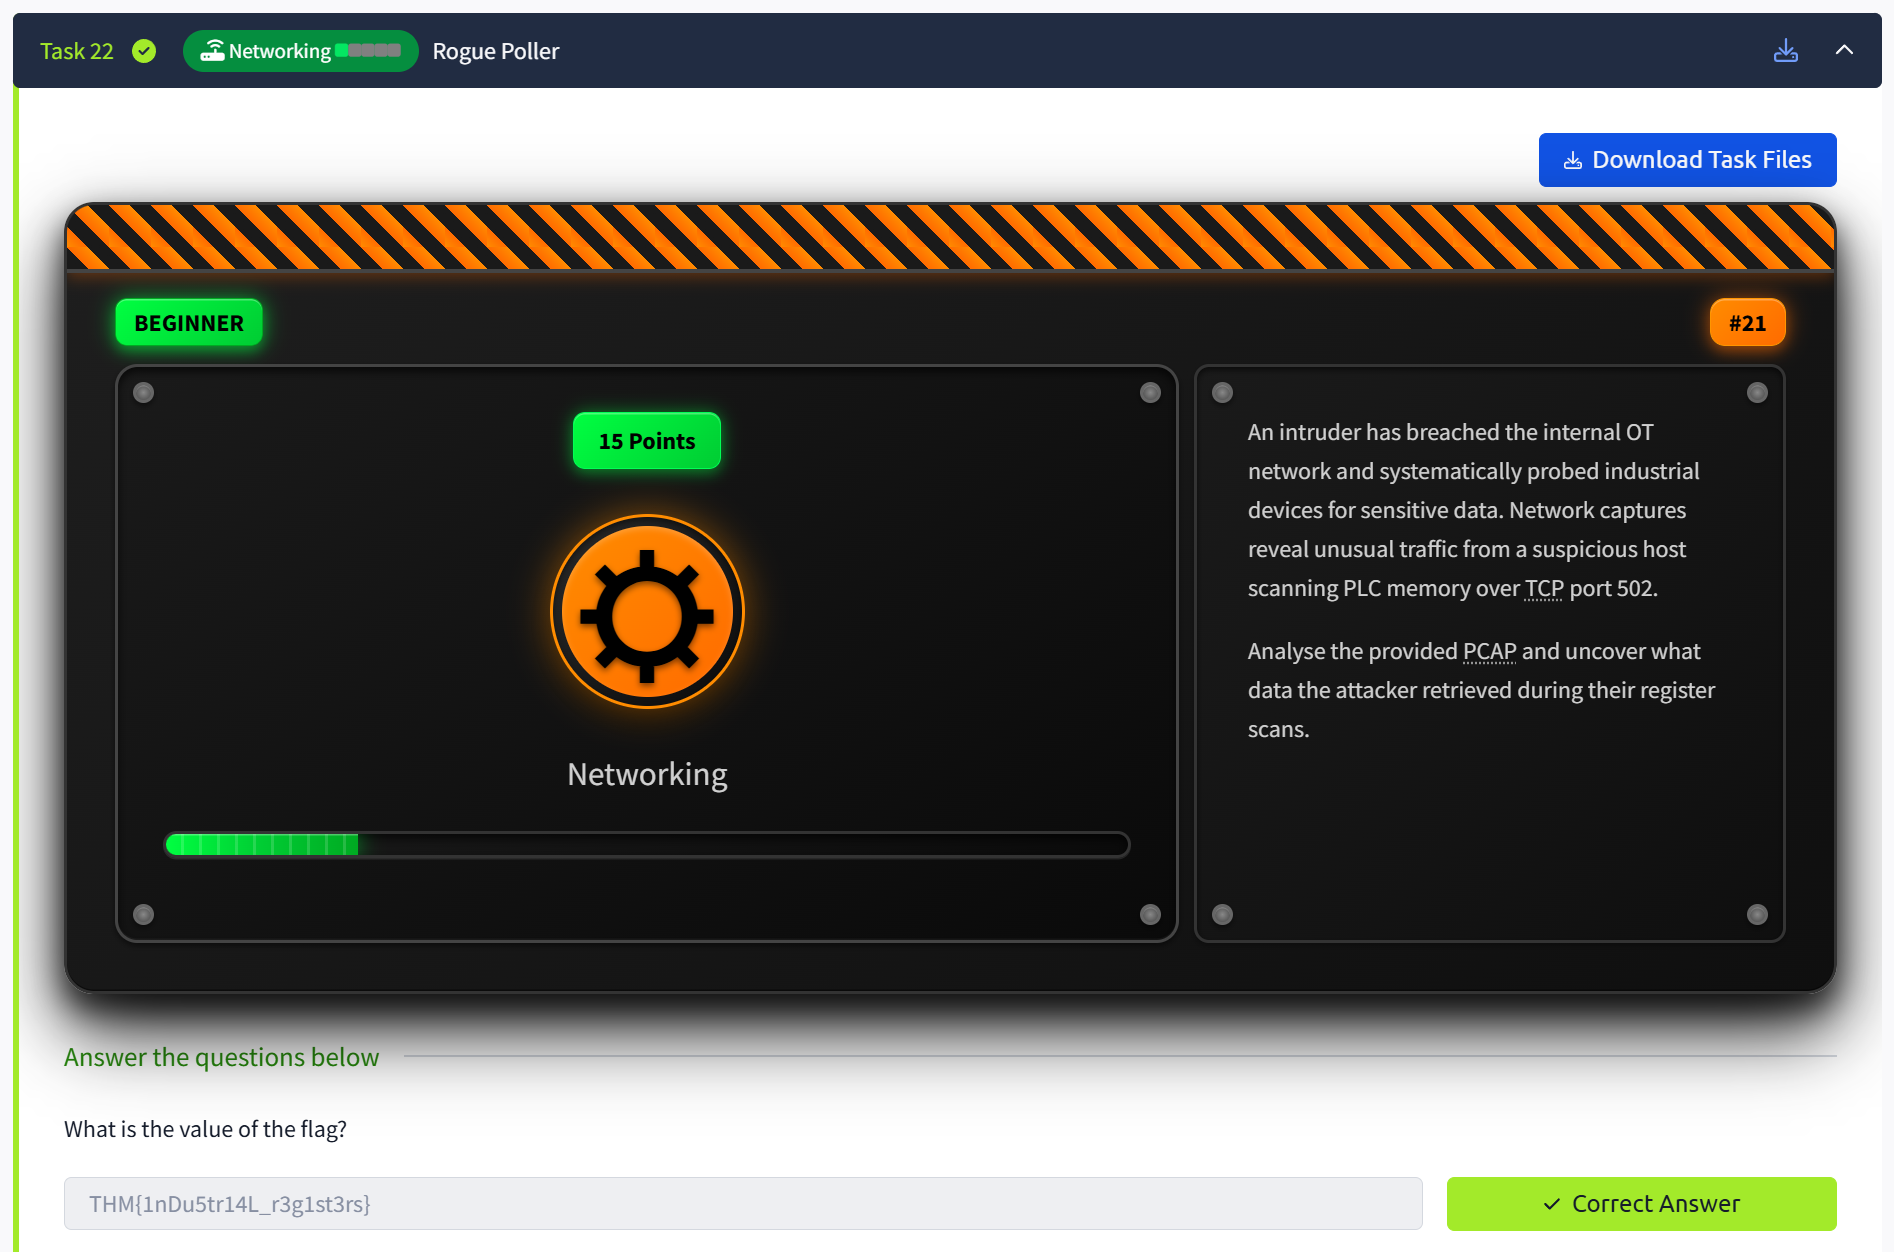 Task 22 Networking Rogue Poller
Download Task Files
BEGINNER
#21
15 Points
Networking
An intruder has breached the internal OT
network and systematically probed industrial
devices for sensitive data. Network captures
reveal unusual traffic from a suspicious host
scanning PLC memory over TCP port 502.
Analyse the provided PCAP and uncover what
data the attacker retrieved during their register
scans.
Answer the questions below
What is the value of the flag?
THM{1nDu5tr14L_r3g1st3rs}
Correct Answer